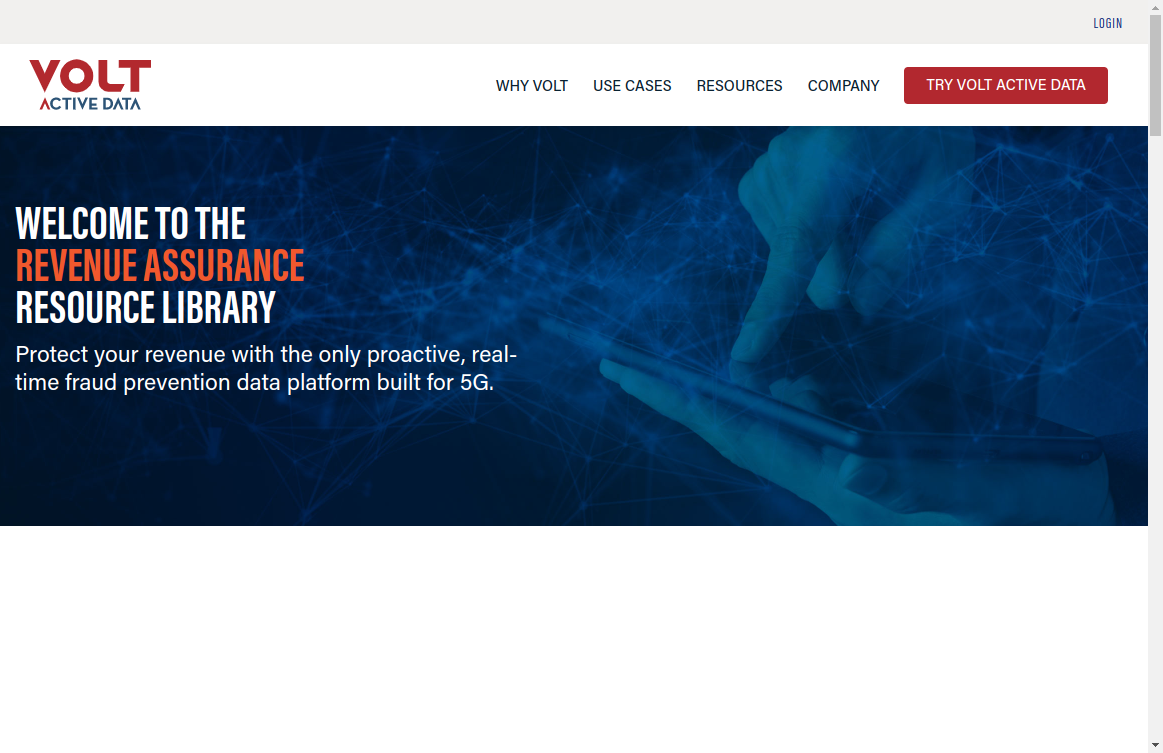 LOGIN
VOLT
ACTIVE DATA
WHY VOLT
USE CASES
RESOURCES
COMPANY
TRY VOLT ACTIVE DATA
WELCOME TO THE
REVENUE ASSURANCE
RESOURCE LIBRARY
Protect your revenue with the only proactive, real-
time fraud prevention data platform built for 5G.